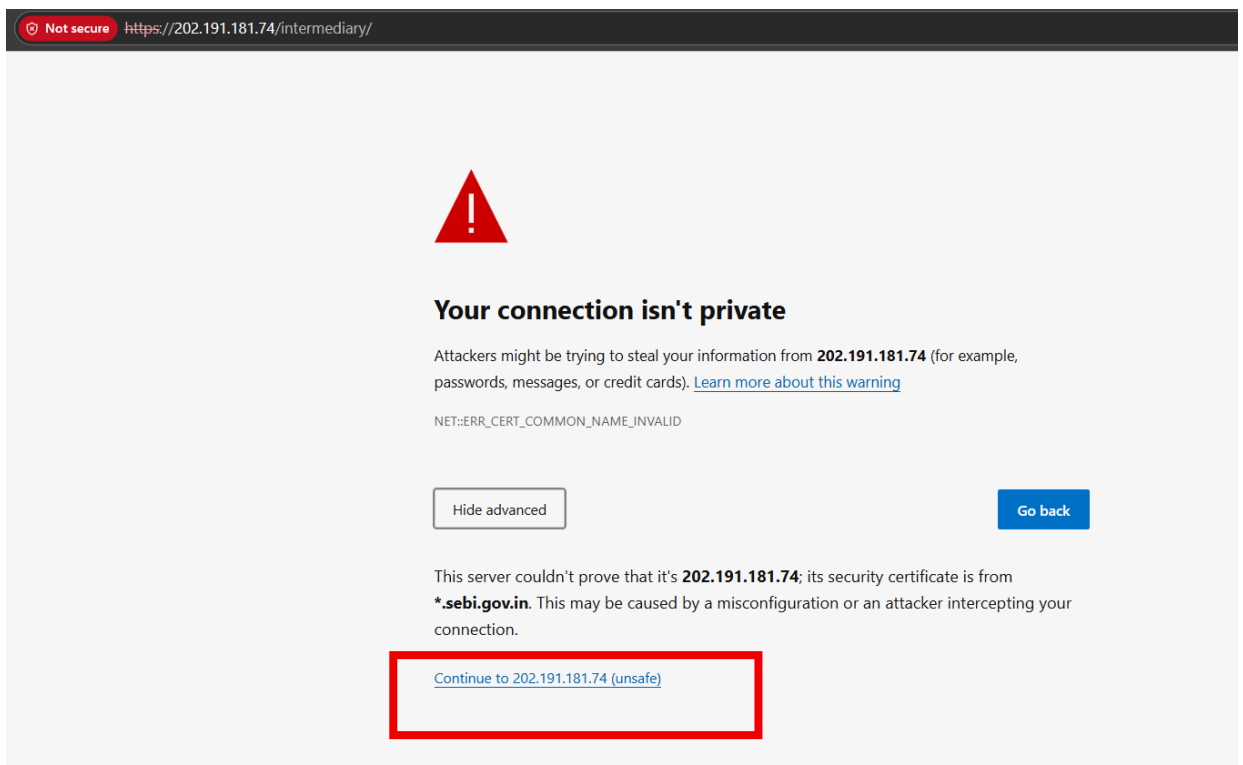 Not secure https://202.191.181.74/intermediary/
!
Your connection isn't private
Attackers might be trying to steal your information from 202.191.181.74 (for example,
passwords, messages, or credit cards). Learn more about this warning
NET::ERR_CERT_COMMON_NAME_INVALID
Hide advanced
Go back
This server couldn't prove that it's 202.191.181.74; its security certificate is from
*.sebi.gov.in. This may be caused by a misconfiguration or an attacker intercepting your
connection.
Continue to 202.191.181.74 (unsafe)